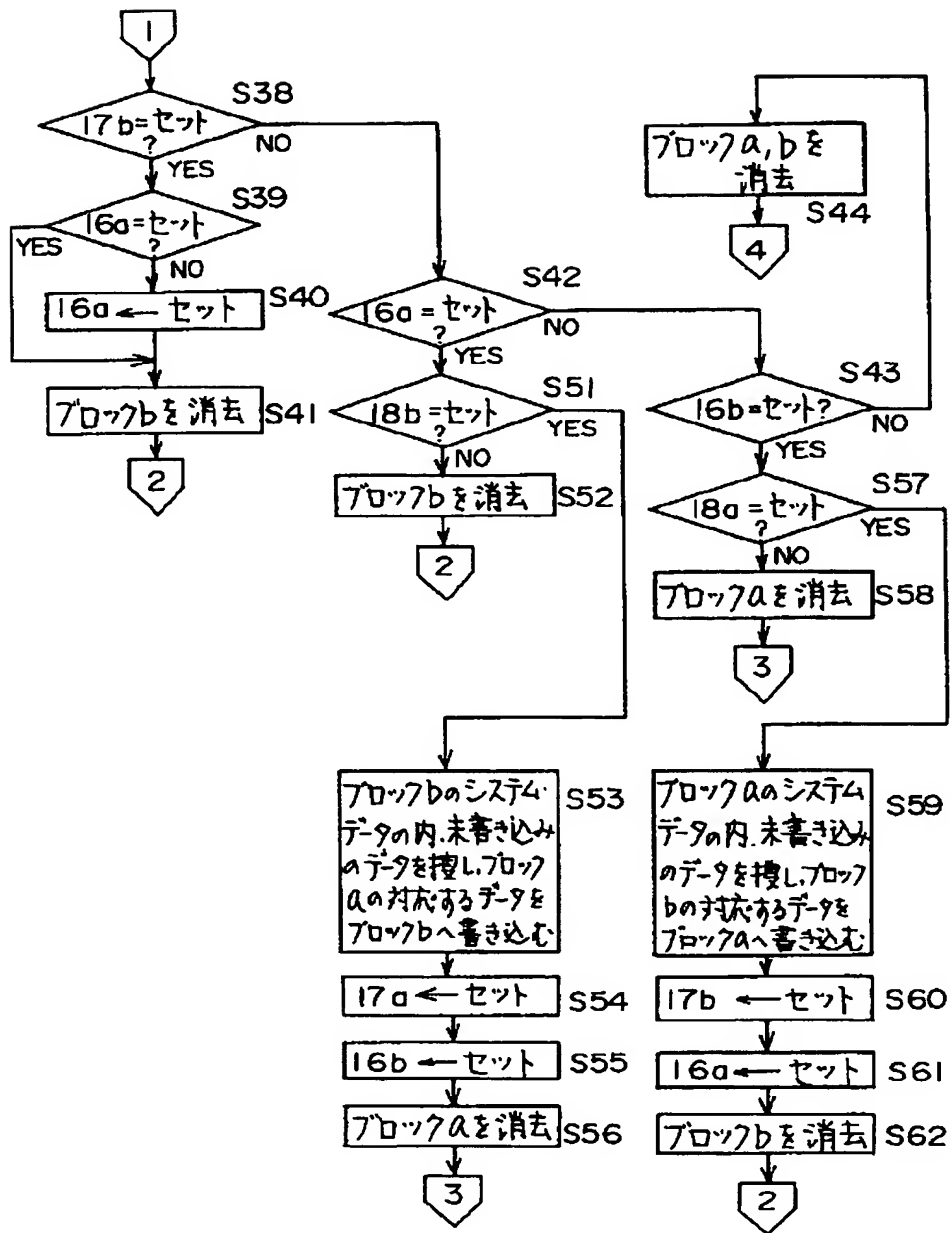 1
S38
17b=セット
?
NO
YES
S39
16a=セット
?
YES
NO
16a ← セット
S40
ブロックbを消去
S41
2
S42
16a=セット
?
NO
YES
S51
18b=セット
?
YES
NO
ブロックbを消去
S52
2
ブロックa,bを
消去
S44
4
S43
16b=セット?
NO
YES
S57
18a=セット
?
YES
NO
ブロックaを消去
S58
3
ブロックbのシステム
データの内、未書き込み
のデータを捜し、ブロック
aの対応するデータを
ブロックbへ書き込む
S53
17a ← セット
S54
16b ← セット
S55
ブロックaを消去
S56
3
ブロックaのシステム
データの内、未書き込み
のデータを捜し、ブロック
bの対応するデータを
ブロックaへ書き込む
S59
17b ← セット
S60
16a ← セット
S61
ブロックbを消去
S62
2